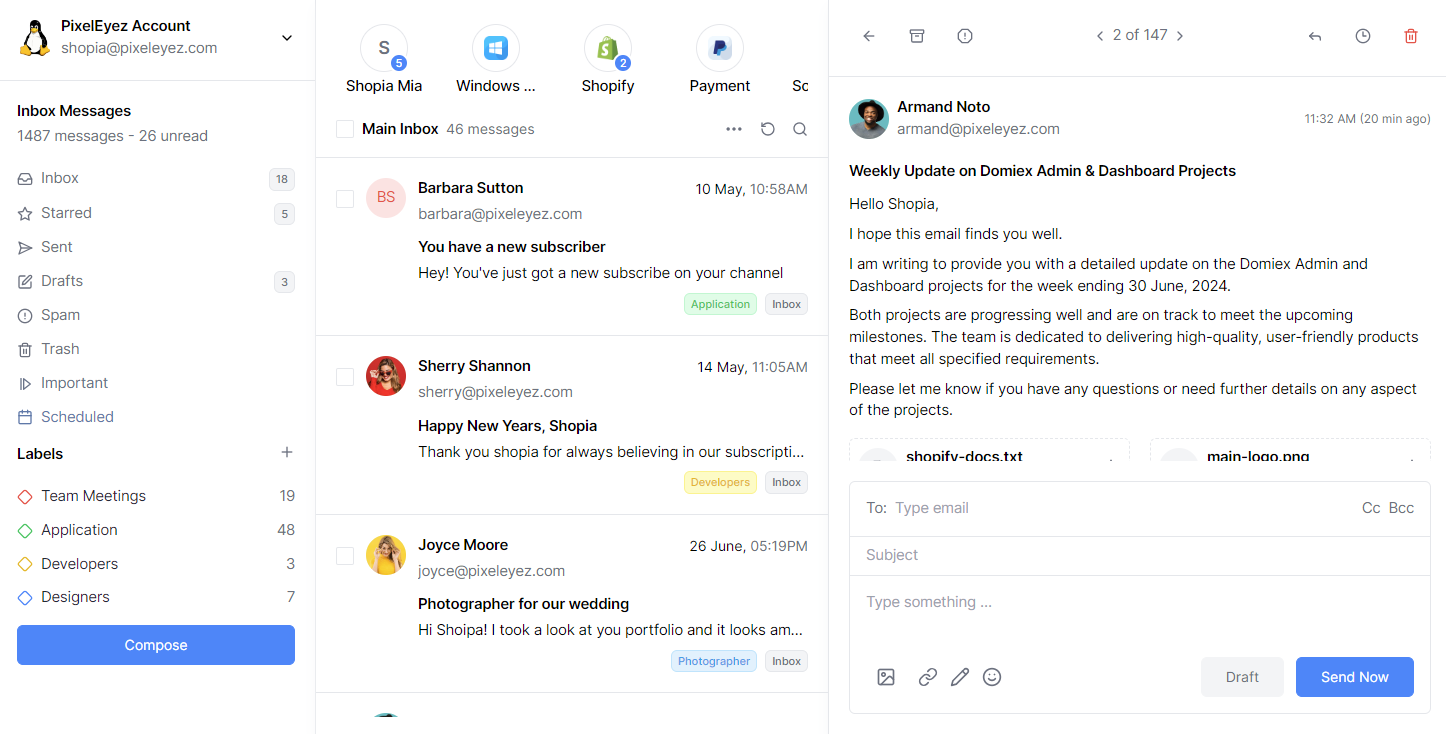 PixelEyez Account
shopia@pixeleyez.com
Inbox Messages
1487 messages - 26 unread
Inbox 18
Starred 5
Sent
Drafts 3
Spam
Trash
Important
Scheduled
Labels
Team Meetings 19
Application 48
Developers 3
Designers 7
Compose
S
5
2
Shopia Mia Windows ... Shopify Payment Sc
Main Inbox 46 messages
BS
Barbara Sutton 10 May, 10:58AM
barbara@pixeleyez.com
You have a new subscriber
Hey! You've just got a new subscribe on your channel
Application Inbox
Sherry Shannon 14 May, 11:05AM
sherry@pixeleyez.com
Happy New Years, Shopia
Thank you shopia for always believing in our subscripti...
Developers Inbox
Joyce Moore 26 June, 05:19PM
joyce@pixeleyez.com
Photographer for our wedding
Hi Shoipa! I took a look at you portfolio and it looks am...
Photographer Inbox
2 of 147
Armand Noto
armand@pixeleyez.com
11:32 AM (20 min ago)
Weekly Update on Domiex Admin & Dashboard Projects
Hello Shopia,
I hope this email finds you well.
I am writing to provide you with a detailed update on the Domiex Admin and
Dashboard projects for the week ending 30 June, 2024.
Both projects are progressing well and are on track to meet the upcoming
milestones. The team is dedicated to delivering high-quality, user-friendly products
that meet all specified requirements.
Please let me know if you have any questions or need further details on any aspect
of the projects.
shopify-docs.txt main-logo.png
To: Type email Cc Bcc
Subject
Type something ...
Draft Send Now